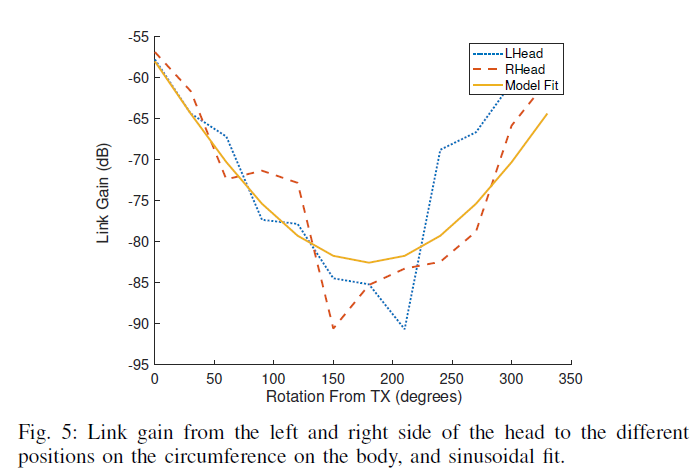 -55
-60
-65
-70
-75
-80
-85
-90
-95
Link Gain (dB)
LHead
RHead
Model Fit
0 50 100 150 200 250 300 350
Rotation From TX (degrees)
Fig. 5: Link gain from the left and right side of the head to the different
positions on the circumference on the body, and sinusoidal fit.